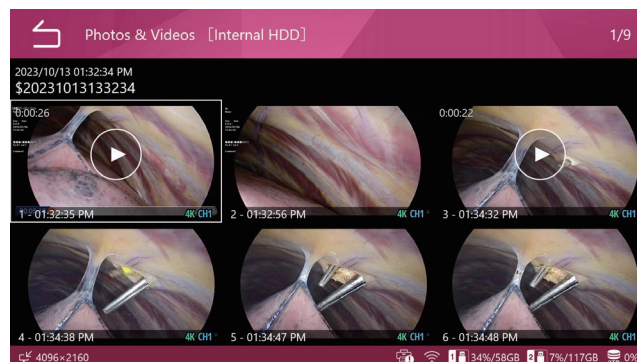 Photos & Videos [Internal HDD]
1/9
2023/10/13 01:32:34 PM
$20231013133234
0:00:26
0:00:22
1 - 01:32:35 PM 4K CH1
2 - 01:32:56 PM 4K CH1
3 - 01:34:32 PM 4K CH1
4 - 01:34:38 PM 4K CH1
5 - 01:34:47 PM 4K CH1
6 - 01:34:48 PM 4K CH1
4096×2160
1 34%/58GB 2 7%/117GB 0%